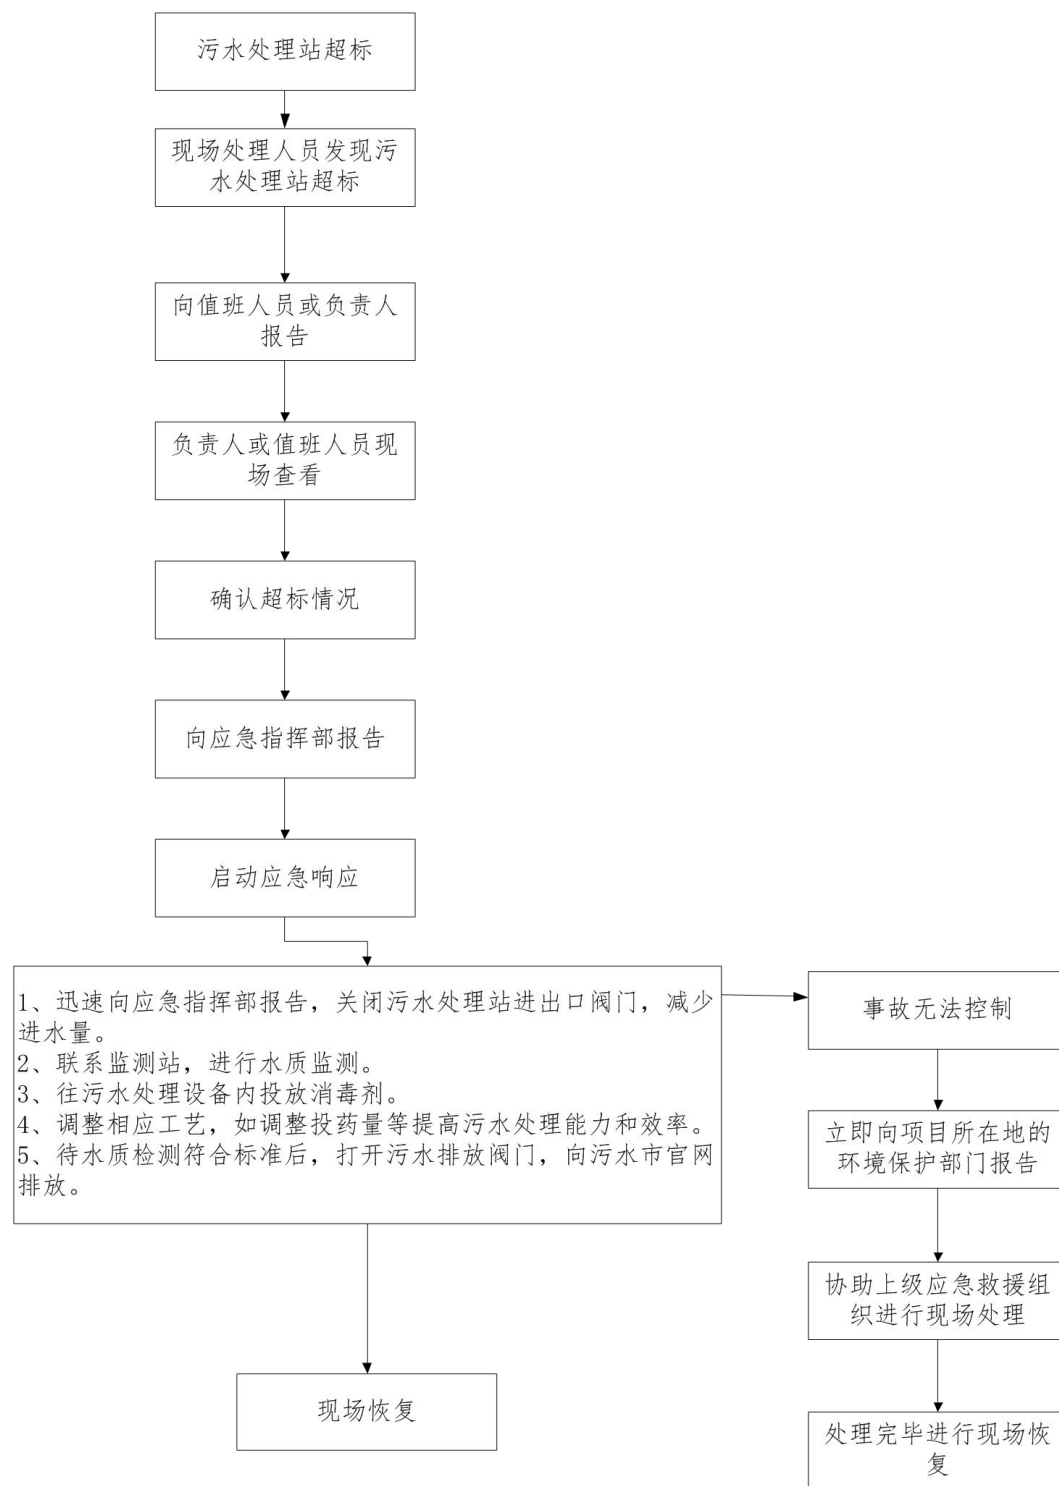 污水处理站超标
现场处理人员发现污
水处理站超标
向值班人员或负责人
报告
负责人或值班人员现
场查看
确认超标情况
向应急指挥部报告
启动应急响应
1、迅速向应急指挥部报告，关闭污水处理站进出口阀门，减少
进水量。
2、联系监测站，进行水质监测。
3、往污水处理设备内投放消毒剂。
4、调整相应工艺，如调整投药量等提高污水处理能力和效率。
5、待水质检测符合标准后，打开污水排放阀门，向污水市官网
排放。
现场恢复
事故无法控制
立即向项目所在地的
环境保护部门报告
协助上级应急救援组
织进行现场处理
处理完毕进行现场恢
复